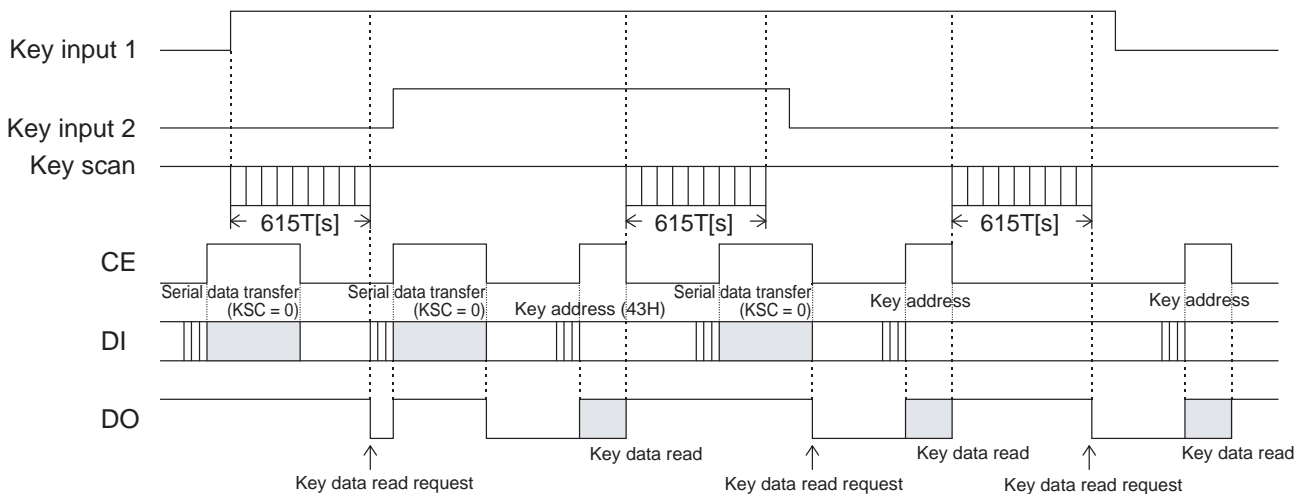 Key input 1
Key input 2
Key scan
615T[s] 615T[s] 615T[s]
CE
Serial data transfer Serial data transfer Serial data transfer
(KSC = 0) (KSC = 0) Key address (43H) (KSC = 0) Key address Key address
DI
DO
Key data read Key data read Key data read
Key data read request Key data read request Key data read request